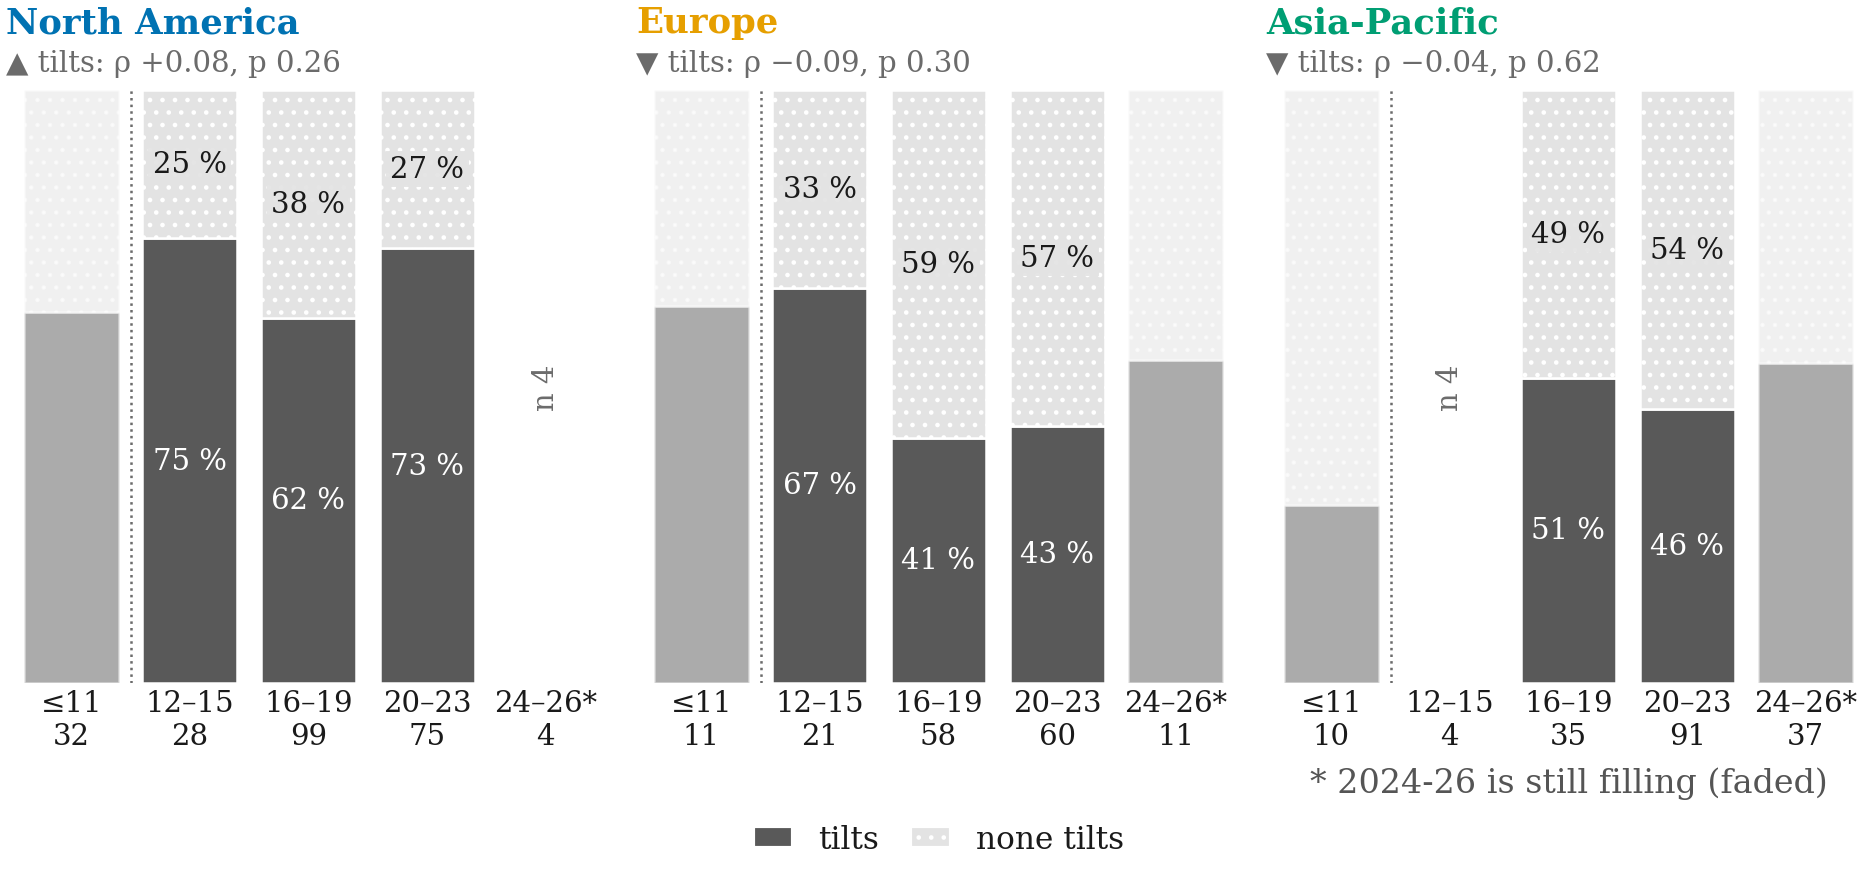 North America
▲ tilts: ρ +0.08, p 0.26
25 %
38 %
27 %
75 %
62 %
73 %
n 4
≤11 12–15 16–19 20–23 24–26*
32 28 99 75 4
Europe
▼ tilts: ρ −0.09, p 0.30
33 %
59 %
57 %
67 %
41 %
43 %
≤11 12–15 16–19 20–23 24–26*
11 21 58 60 11
Asia-Pacific
▼ tilts: ρ −0.04, p 0.62
49 %
54 %
n 4
51 %
46 %
≤11 12–15 16–19 20–23 24–26*
10 4 35 91 37
* 2024-26 is still filling (faded)
tilts
none tilts